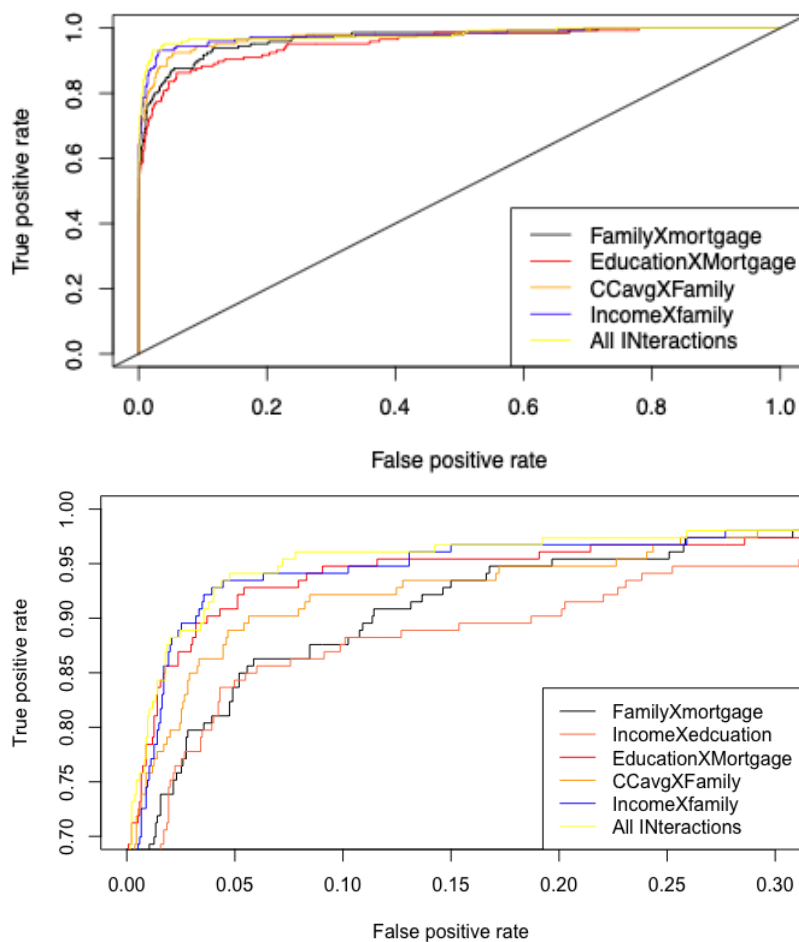 True positive rate
0.0
0.2
0.4
0.6
0.8
1.0
FamilyXmortgage
EducationXMortgage
CCavgXFamily
IncomeXfamily
All INteractions
0.0 0.2 0.4 0.6 0.8 1.0
False positive rate
True positive rate
0.70
0.75
0.80
0.85
0.90
0.95
1.00
FamilyXmortgage
IncomeXedcuation
EducationXMortgage
CCavgXFamily
IncomeXfamily
All INteractions
0.00 0.05 0.10 0.15 0.20 0.25 0.30
False positive rate